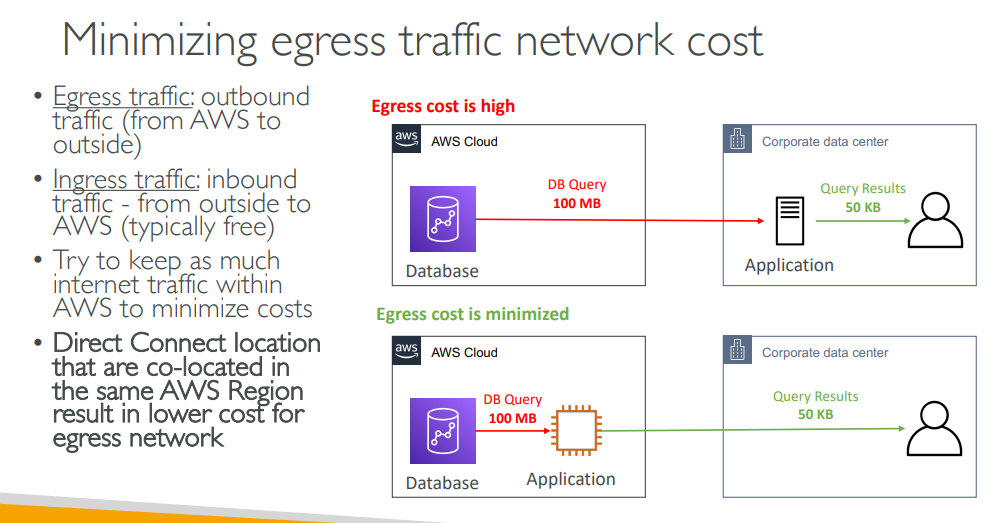 Minimizing egress traffic network cost
• Egress traffic: outbound
traffic (from AWS to
outside)
• Ingress traffic: inbound
traffic - from outside to
AWS (typically free)
• Try to keep as much
internet traffic within
AWS to minimize costs
• Direct Connect location
that are co-located in
the same AWS Region
result in lower cost for
egress network
Egress cost is high
aws
AWS Cloud
Corporate data center
DB Query
100 MB
Query Results
50 KB
Database
Application
Egress cost is minimized
aws
AWS Cloud
Corporate data center
DB Query
100 MB
Query Results
50 KB
Database
Application